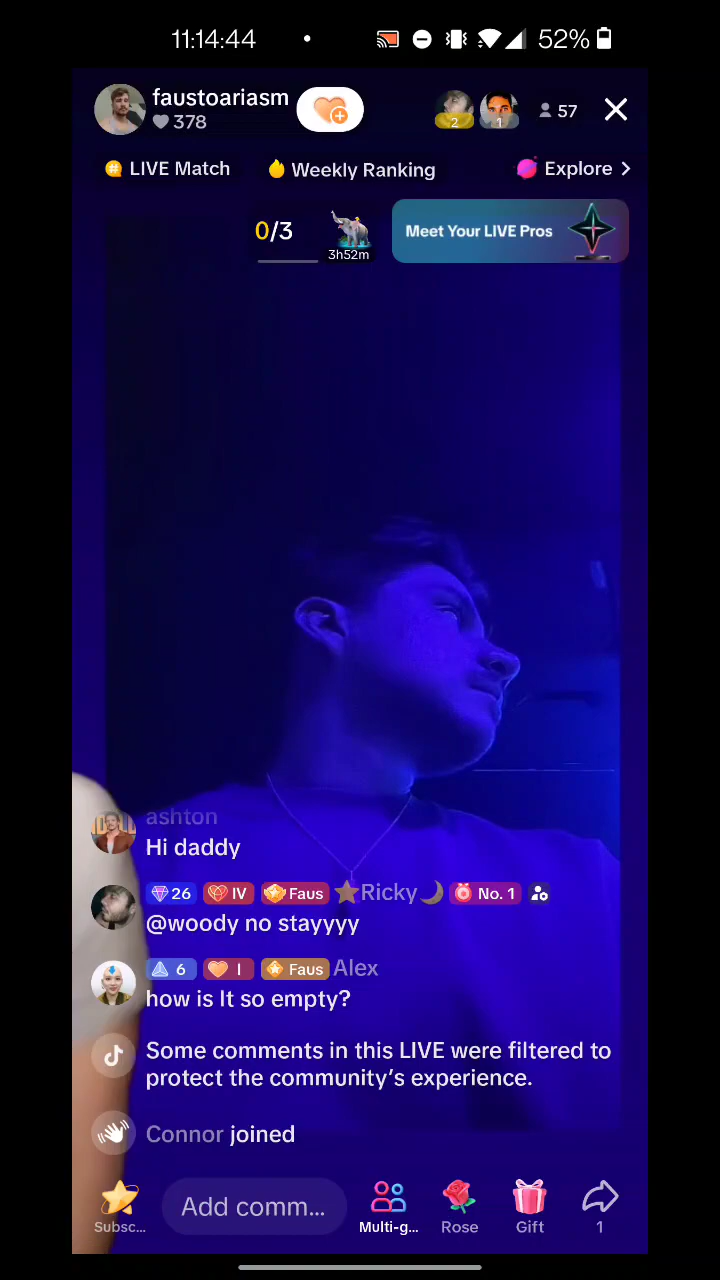 11:14:44
52%
faustoariasm
378
2
1
57
LIVE Match
Weekly Ranking
Explore
0/3
3h52m
Meet Your LIVE Pros
ashton
Hi daddy
26 IV Faus Ricky No. 1
@woody no stayyyy
6 I Faus Alex
how is It so empty?
Some comments in this LIVE were filtered to
protect the community's experience.
Connor joined
Add comm...
Subsc...
Multi-g...
Rose
Gift
1